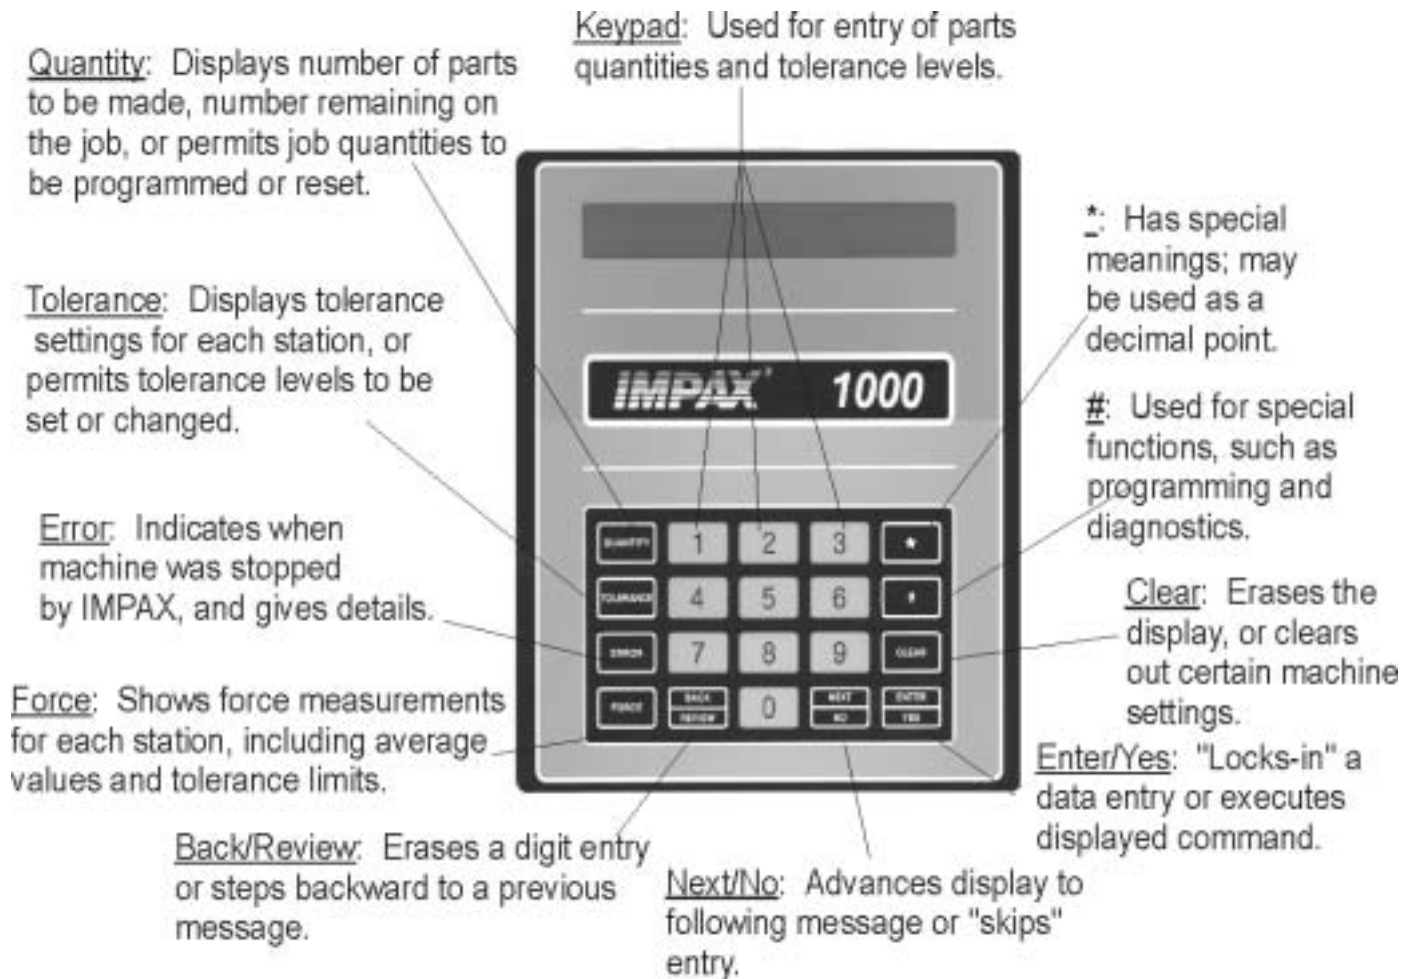 Keypad: Used for entry of parts
quantities and tolerance levels.
Quantity: Displays number of parts
to be made, number remaining on
the job, or permits job quantities to
be programmed or reset.
Tolerance: Displays tolerance
settings for each station, or
permits tolerance levels to be
set or changed.
Error: Indicates when
machine was stopped
by IMPAX, and gives details.
Force: Shows force measurements
for each station, including average
values and tolerance limits.
Back/Review: Erases a digit entry
or steps backward to a previous
message.
Next/No: Advances display to
following message or "skips"
entry.
*: Has special
meanings; may
be used as a
decimal point.
#: Used for special
functions, such as
programming and
diagnostics.
Clear: Erases the
display, or clears
out certain machine
settings.
Enter/Yes: "Locks-in" a
data entry or executes
displayed command.
IMPAX 1000
QUANTITY 1 2 3 *
TOLERANCE 4 5 6 #
ERROR 7 8 9 CLEAR
FORCE BACK 0 NEXT ENTER
REVIEW NO YES